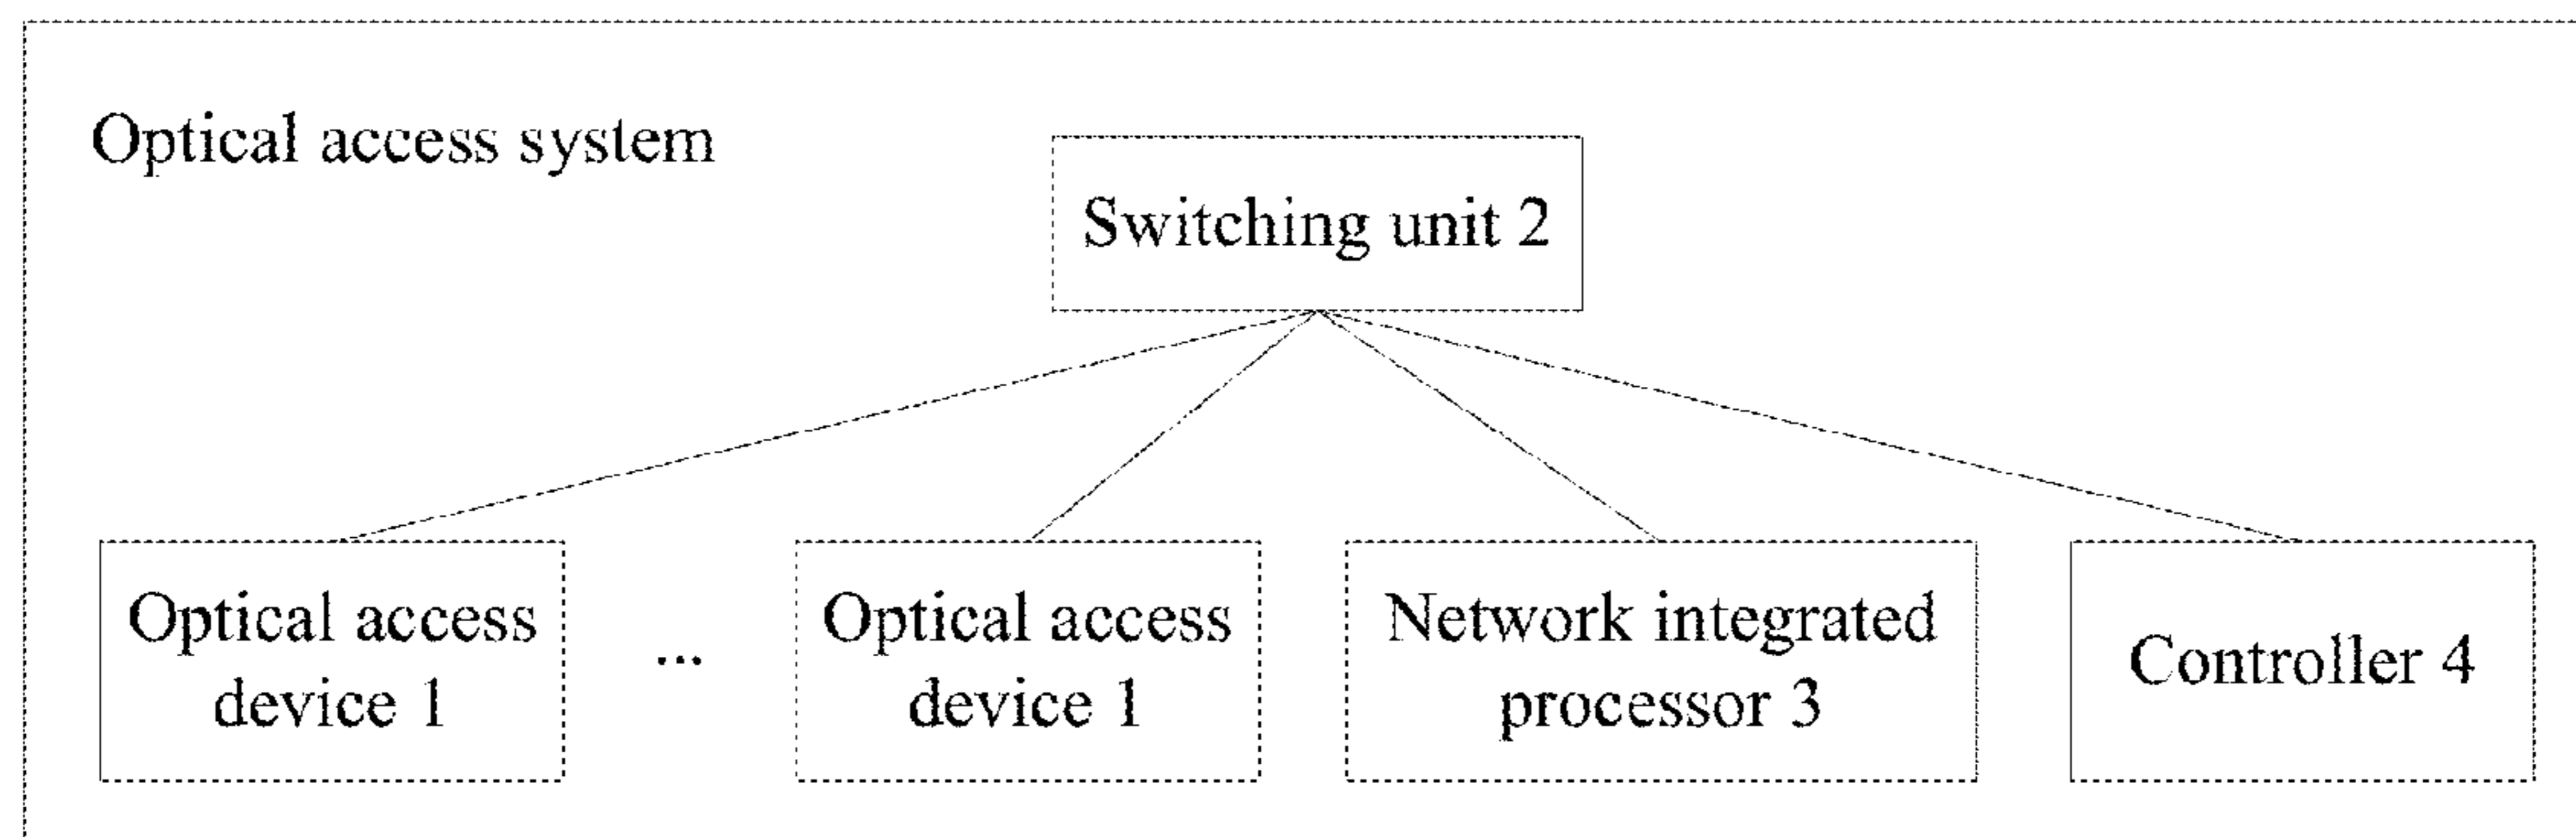 Optical access system
Switching unit 2
Optical access
device 1
...
Optical access
device 1
Network integrated
processor 3
Controller 4